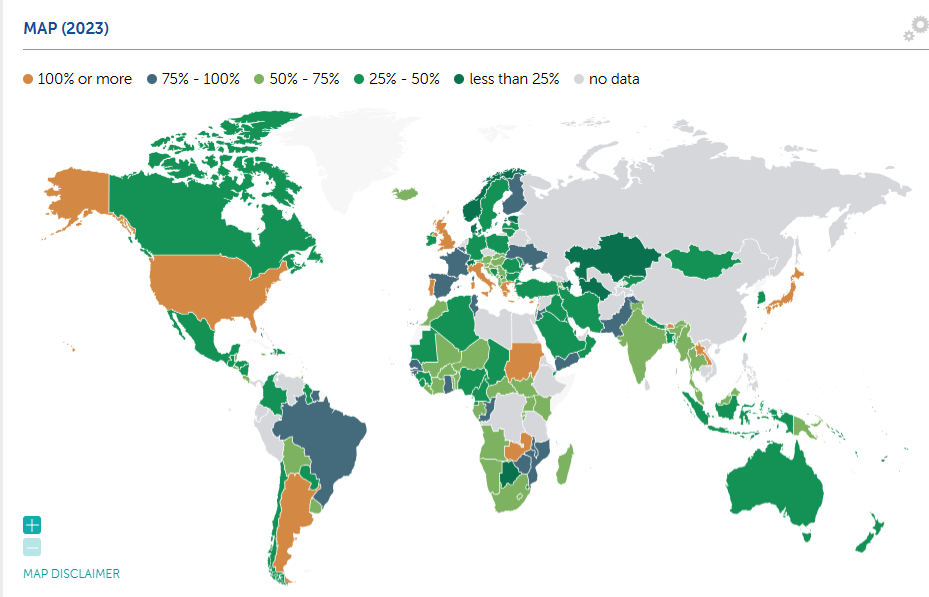 MAP (2023)
100% or more 75% - 100% 50% - 75% 25% - 50% less than 25% no data
MAP DISCLAIMER